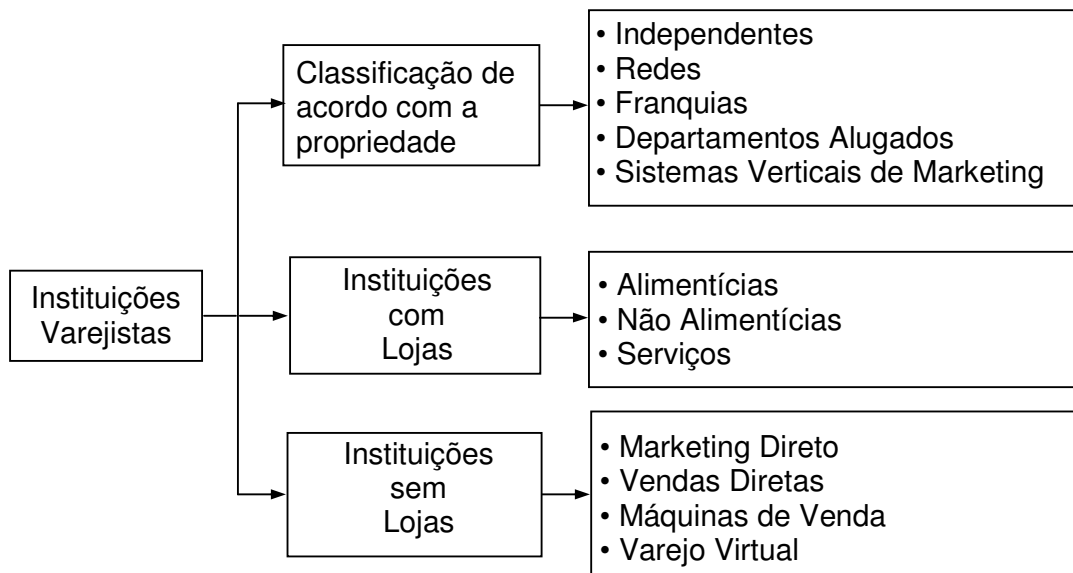 Instituições
Varejistas
Classificação de
acordo com a
propriedade
• Independentes
• Redes
• Franquias
• Departamentos Alugados
• Sistemas Verticais de Marketing
Instituições
com
Lojas
• Alimentícias
• Não Alimentícias
• Serviços
Instituições
sem
Lojas
• Marketing Direto
• Vendas Diretas
• Máquinas de Venda
• Varejo Virtual